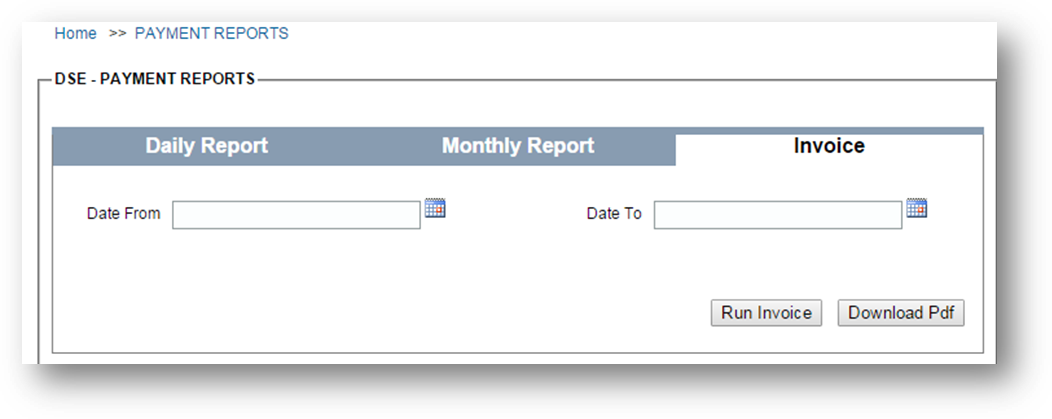 Home >> PAYMENT REPORTS
DSE - PAYMENT REPORTS
Daily Report Monthly Report Invoice
Date From Date To
Run Invoice Download Pdf